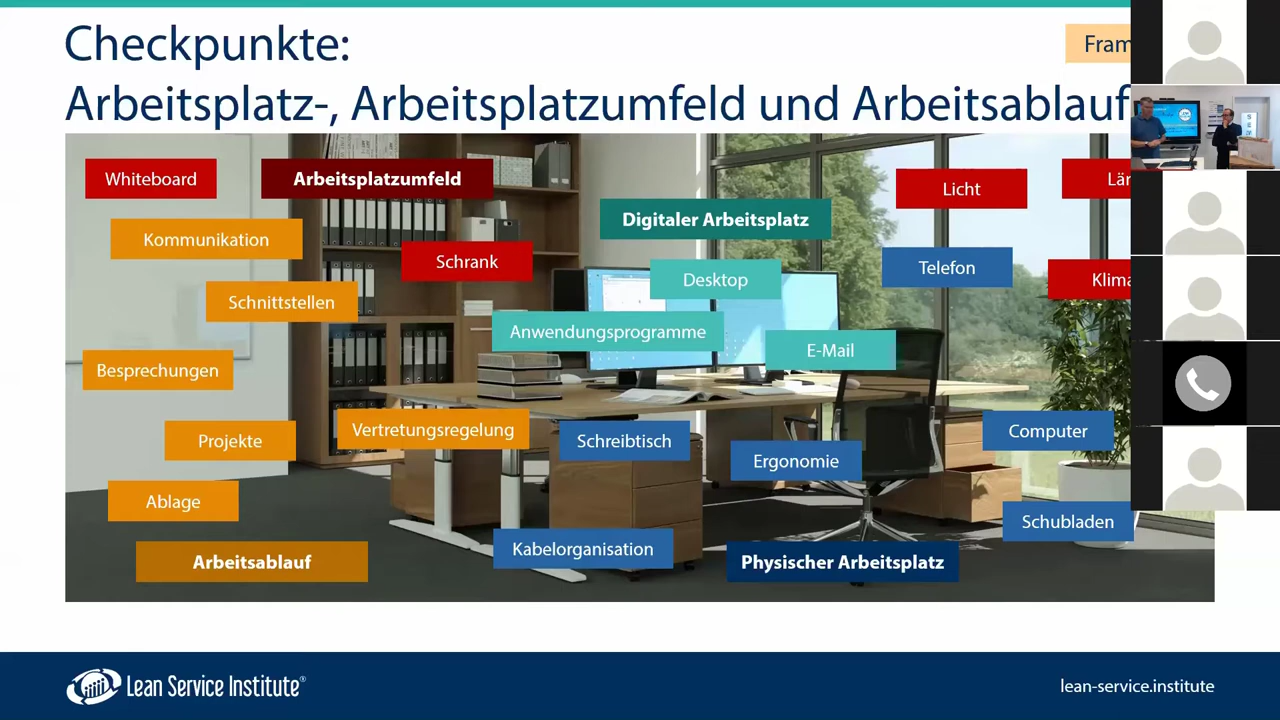 Checkpunkte:
Arbeitsplatz-, Arbeitsplatzumfeld und Arbeitsablauf
Whiteboard
Arbeitsplatzumfeld
Licht
Digitaler Arbeitsplatz
Kommunikation
Schrank
Telefon
Desktop
Schnittstellen
Anwendungsprogramme
E-Mail
Besprechungen
Projekte
Vertretungsregelung
Schreibtisch
Computer
Ergonomie
Ablage
Schubladen
Kabelorganisation
Arbeitsablauf
Physischer Arbeitsplatz
Lean Service Institute®
lean-service.institute